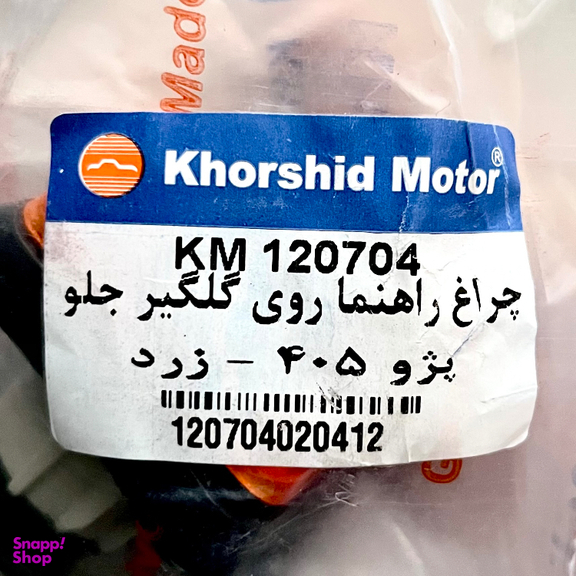 Made
Khorshid Motor®
KM 120704
چراغ راهنما روی گلگیر جلو
پژو ۴۰۵ - زرد
120704020412
Snapp!
Shop